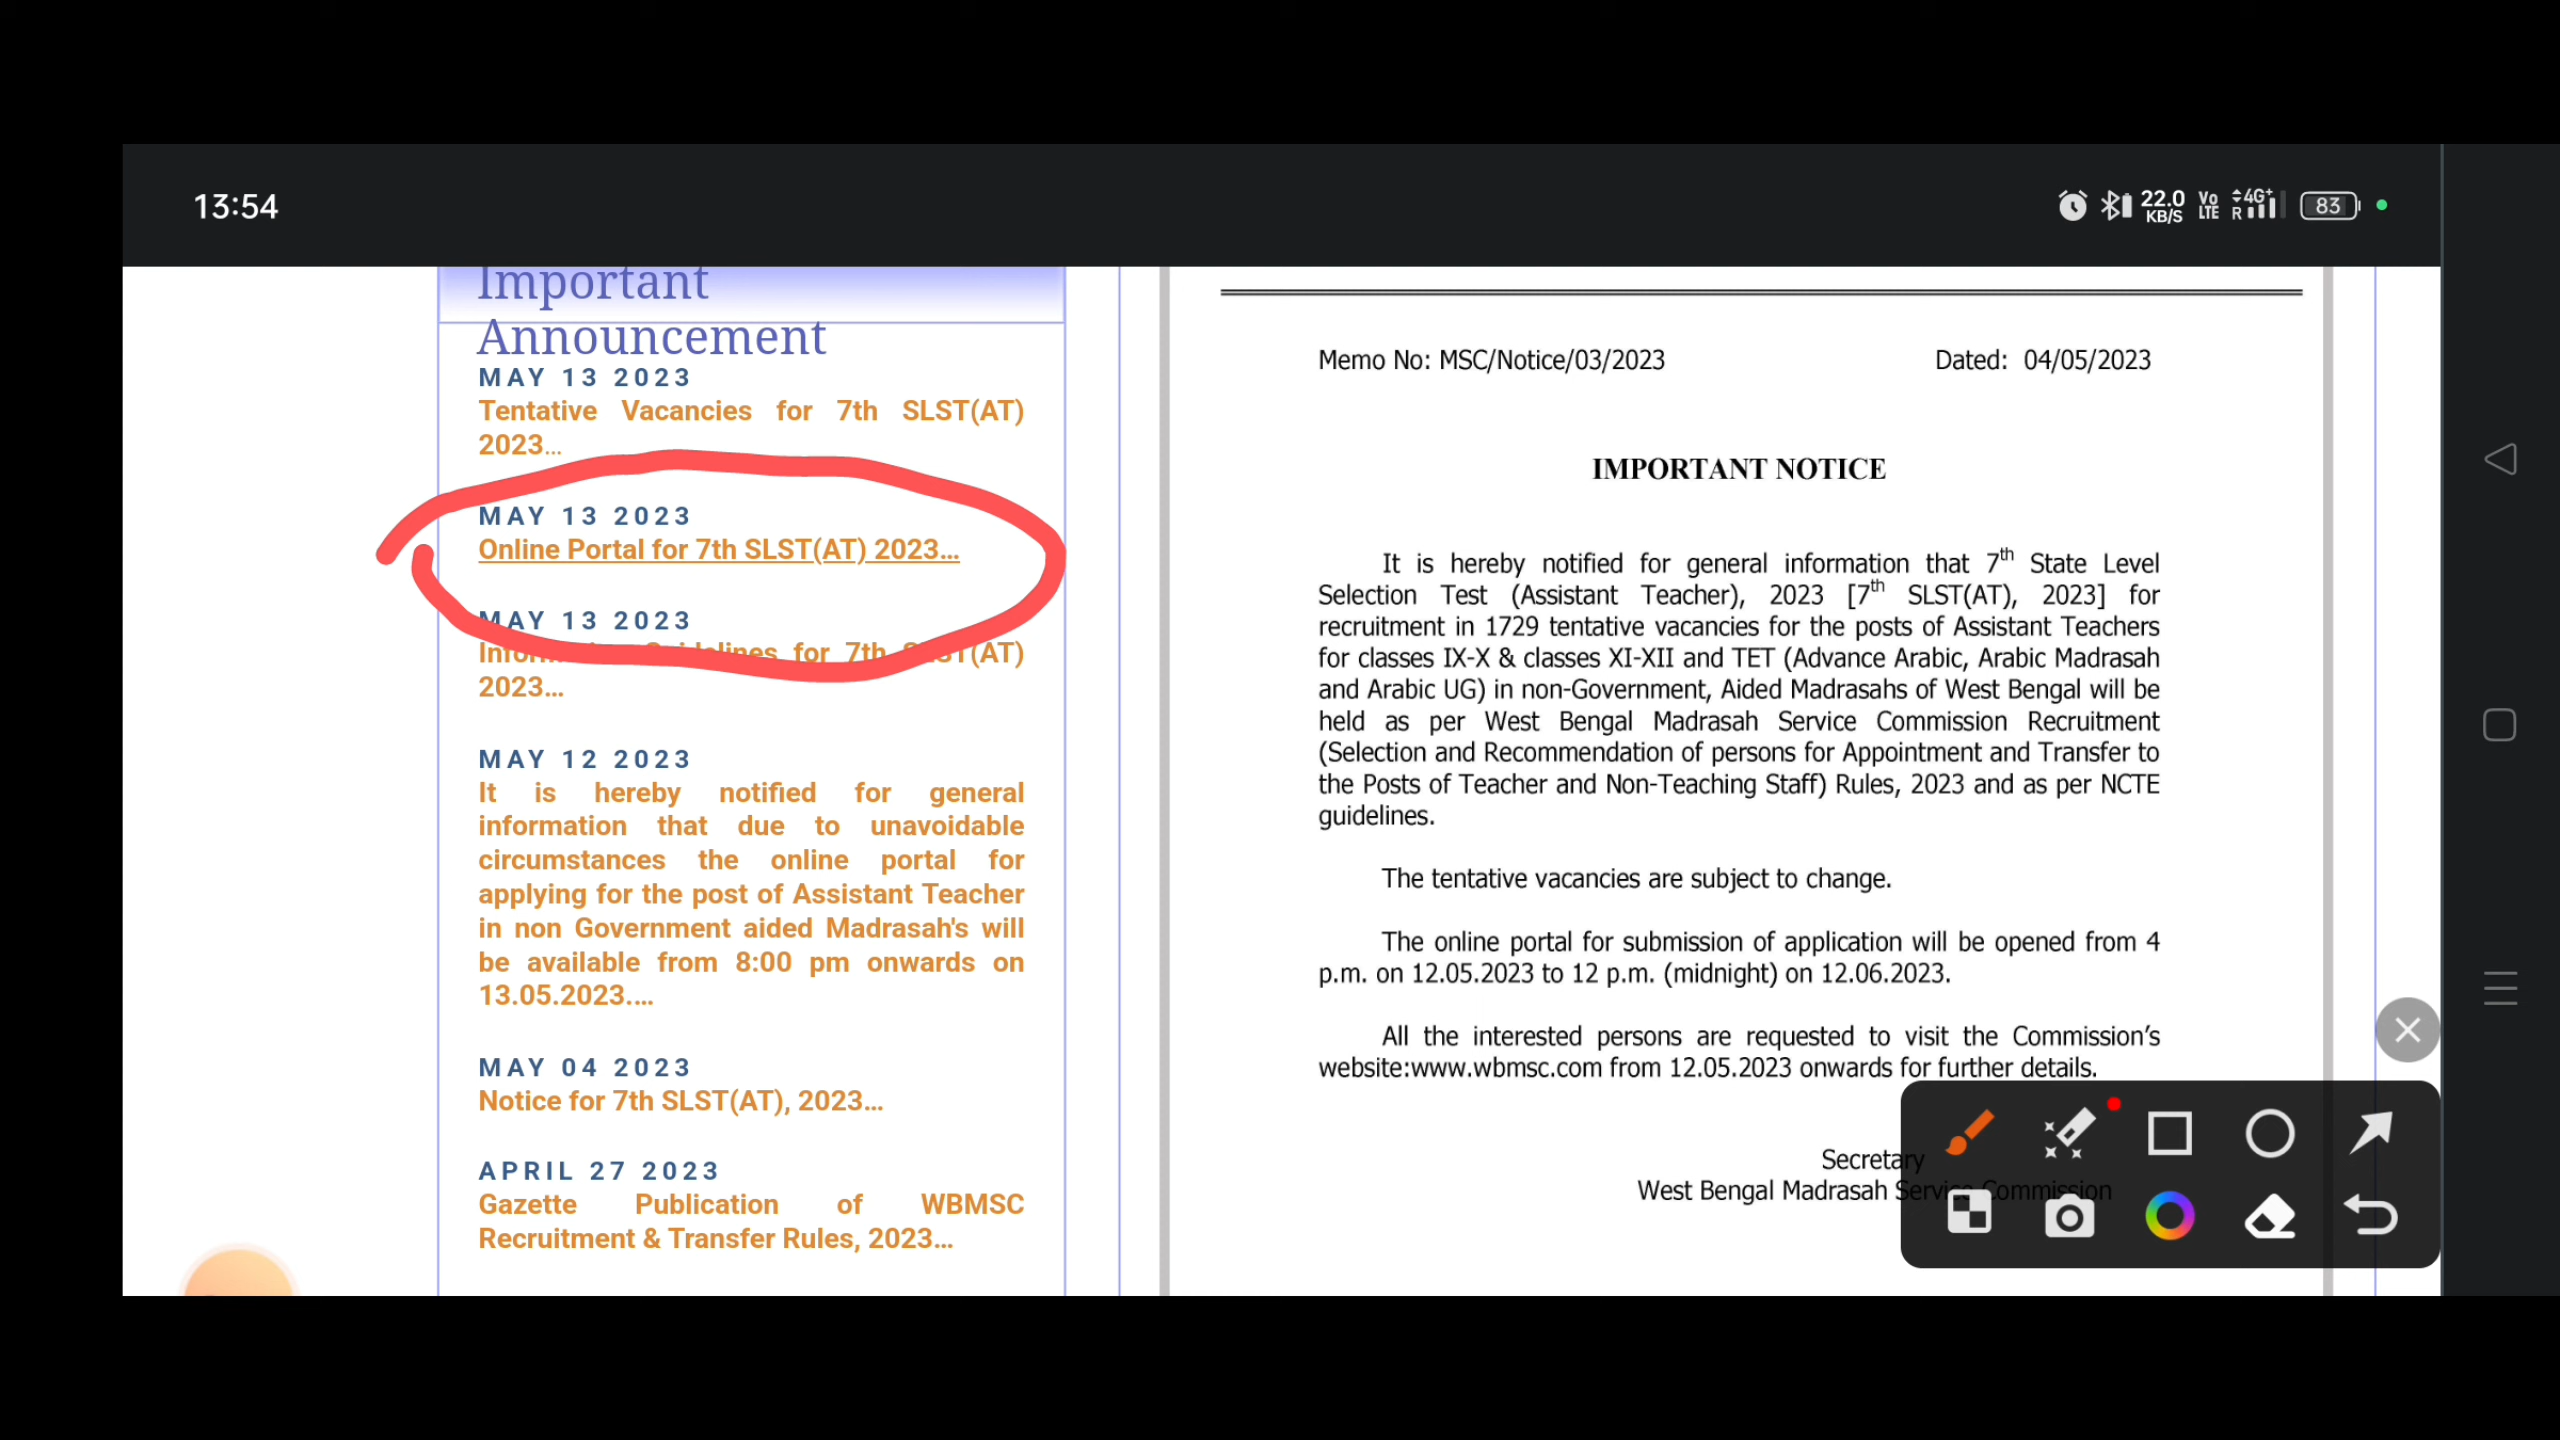 13:54
22.0
KB/S
Vo
LTE
4G+
R
83
Important
Announcement
MAY 13 2023
Tentative Vacancies for 7th SLST(AT)
2023...
MAY 13 2023
Online Portal for 7th SLST(AT) 2023...
MAY 13 2023
for 7th (AT)
2023...
MAY 12 2023
It is hereby notified for general
information that due to unavoidable
circumstances the online portal for
applying for the post of Assistant Teacher
in non Government aided Madrasah's will
be available from 8:00 pm onwards on
13.05.2023....
MAY 04 2023
Notice for 7th SLST(AT), 2023...
APRIL 27 2023
Gazette Publication of WBMSC
Recruitment & Transfer Rules, 2023...
Memo No: MSC/Notice/03/2023 Dated: 04/05/2023
IMPORTANT NOTICE
It is hereby notified for general information that 7th State Level
Selection Test (Assistant Teacher), 2023 [7th SLST(AT), 2023] for
recruitment in 1729 tentative vacancies for the posts of Assistant Teachers
for classes IX-X & classes XI-XII and TET (Advance Arabic, Arabic Madrasah
and Arabic UG) in non-Government, Aided Madrasahs of West Bengal will be
held as per West Bengal Madrasah Service Commission Recruitment
(Selection and Recommendation of persons for Appointment and Transfer to
the Posts of Teacher and Non-Teaching Staff) Rules, 2023 and as per NCTE
guidelines.
The tentative vacancies are subject to change.
The online portal for submission of application will be opened from 4
p.m. on 12.05.2023 to 12 p.m. (midnight) on 12.06.2023.
All the interested persons are requested to visit the Commission's
website:www.wbmsc.com from 12.05.2023 onwards for further details.
Secretary
West Bengal Madrasah Service Commission